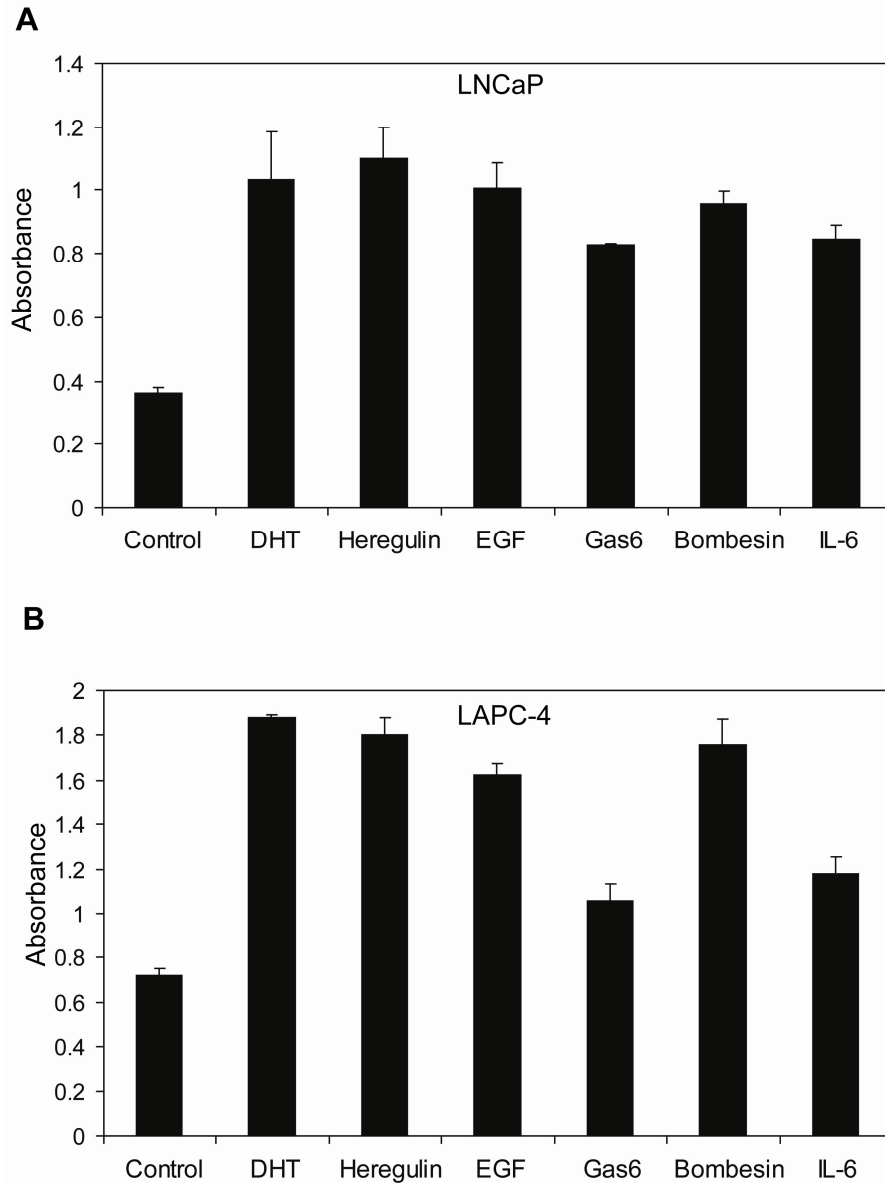 A
LNCaP
Absorbance
1.4
1.2
1
0.8
0.6
0.4
0.2
0
Control DHT Heregulin EGF Gas6 Bombesin IL-6
B
LAPC-4
Absorbance
2
1.8
1.6
1.4
1.2
1
0.8
0.6
0.4
0.2
0
Control DHT Heregulin EGF Gas6 Bombesin IL-6